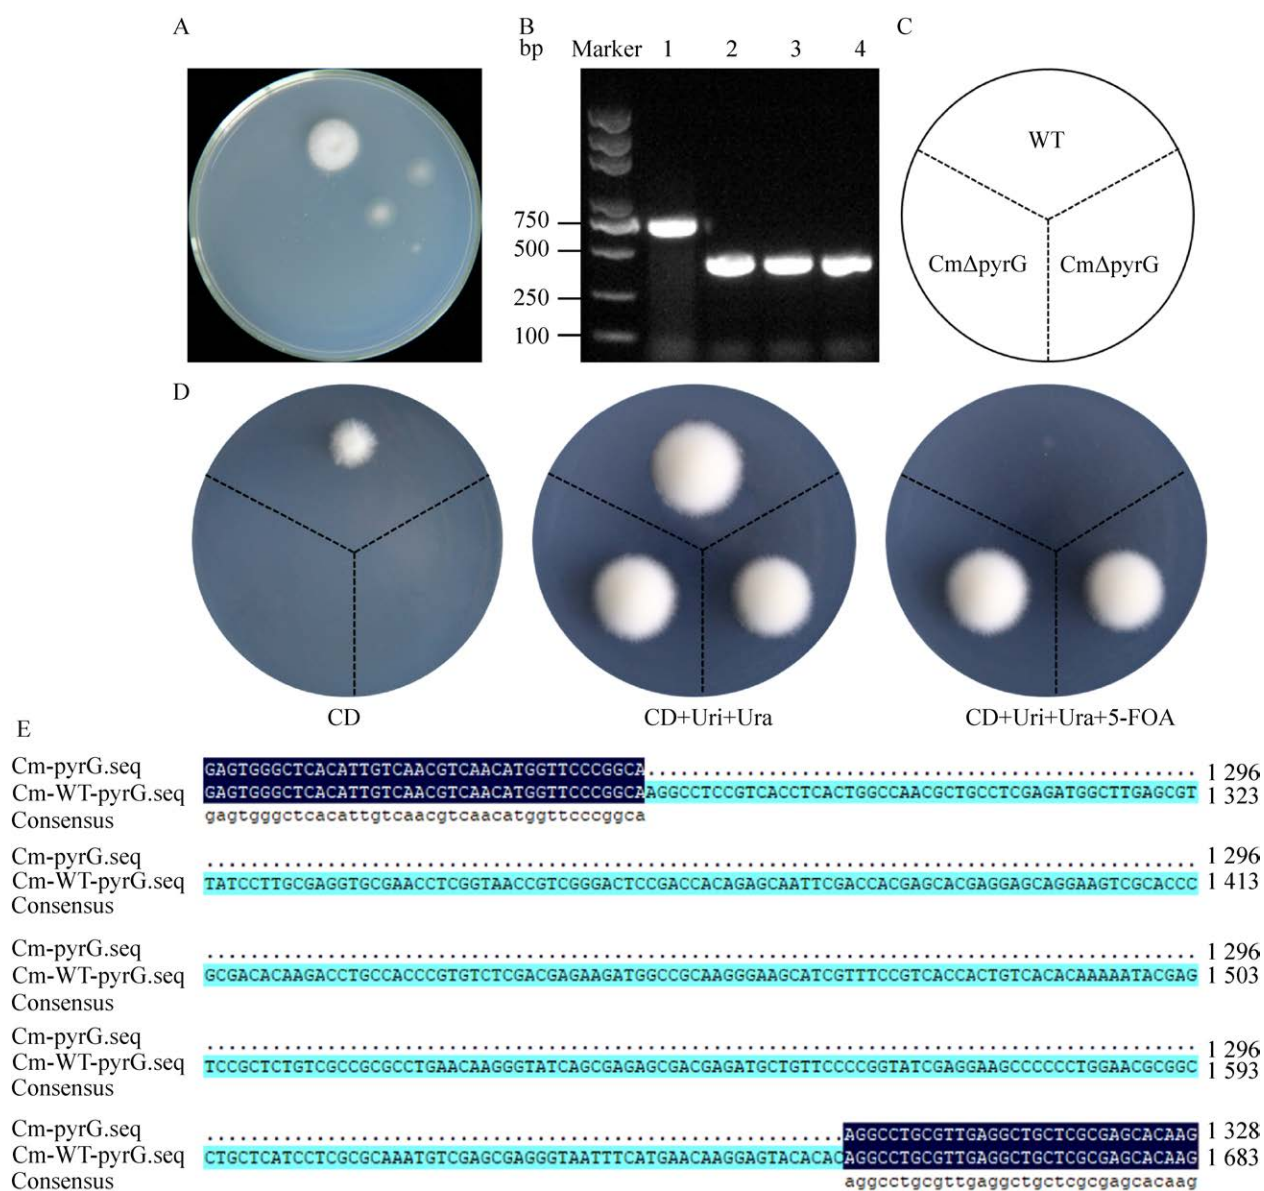 A
B
C
bp
Marker 1 2 3 4
750
500
250
100
WT
CmΔpyrG
CmΔpyrG
D
CD
CD+Uri+Ura
CD+Uri+Ura+5-FOA
E
Cm-pyrG.seq GAGTGGGCTCACATTGTCAACGTCAACATGGTTCCCGGCA.................................................. 1 296
Cm-WT-pyrG.seq GAGTGGGCTCACATTGTCAACGTCAACATGGTTCCCGGCAAGGCCTCCGTCACCTCACTGGCCAACGCTGCCTCGAGATGGCTTGAGCGT 1 323
Consensus gagtgggctcacattgtcaacgtcaacatggttcccggca
Cm-pyrG.seq .......................................................................................... 1 296
Cm-WT-pyrG.seq TATCCTTGCGAGGTGCGAACCTCGGTAACCGTCGGGACTCCGACCACAGAGCAATTCGACCACGAGCACGAGGAGCAGGAAGTCGCACCC 1 413
Consensus
Cm-pyrG.seq .......................................................................................... 1 296
Cm-WT-pyrG.seq GCGACACAAGACCTGCCACCCGTGTCTCGACGAGAAGATGGCCGCAAGGGAAGCATCGTTTCCGTCACCACTGTCACACAAAAATACGAG 1 503
Consensus
Cm-pyrG.seq .......................................................................................... 1 296
Cm-WT-pyrG.seq TCCGCTCTGTCGCCGCGCCTGAACAAGGGTATCAGCGAGAGCGACGAGATGCTGTTCCCCGGTATCGAGGAAGCCCCCCTGGAACGCGGC 1 593
Consensus
Cm-pyrG.seq ..........................................................AGGCCTGCGTTGAGGCTGCTCGCGAGCACAAG 1 328
Cm-WT-pyrG.seq CTGCTCATCCTCGCGCAAATGTCGAGCGAGGGTAATTTCATGAACAAGGAGTACACACAGGCCTGCGTTGAGGCTGCTCGCGAGCACAAG 1 683
Consensus aggcctgcgttgaggctgctcgcgagcacaag